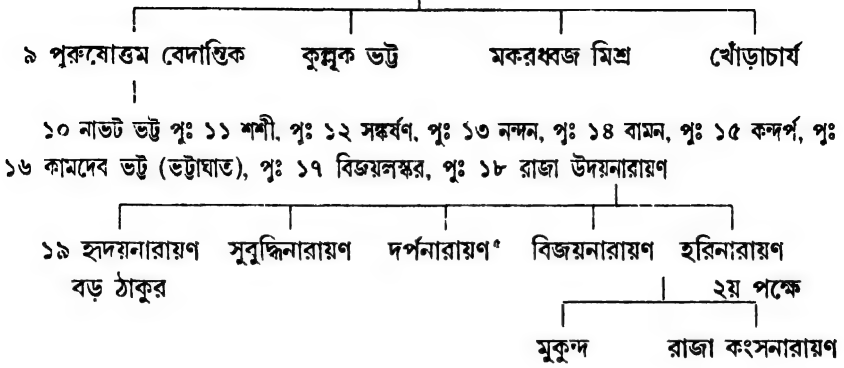 ৯ পুরুষোত্তম বেদান্তিক কুল্লূক ভট্ট মকরধ্বজ মিশ্র খোঁড়াচার্য
১০ নাভট ভট্ট পুঃ ১১ শশী, পুঃ ১২ সঙ্কর্ষণ, পুঃ ১৩ নন্দন, পুঃ ১৪ বামন, পুঃ ১৫ কন্দর্প, পুঃ
১৬ কামদেব ভট্ট (ভট্টাঘাত), পুঃ ১৭ বিজয়লস্কর, পুঃ ১৮ রাজা উদয়নারায়ণ
১৯ হৃদয়নারায়ণ সুবুদ্ধিনারায়ণ দর্পনারায়ণ⁵ বিজয়নারায়ণ হরিনারায়ণ
বড় ঠাকুর ২য় পক্ষে
মুকুন্দ রাজা কংসনারায়ণ